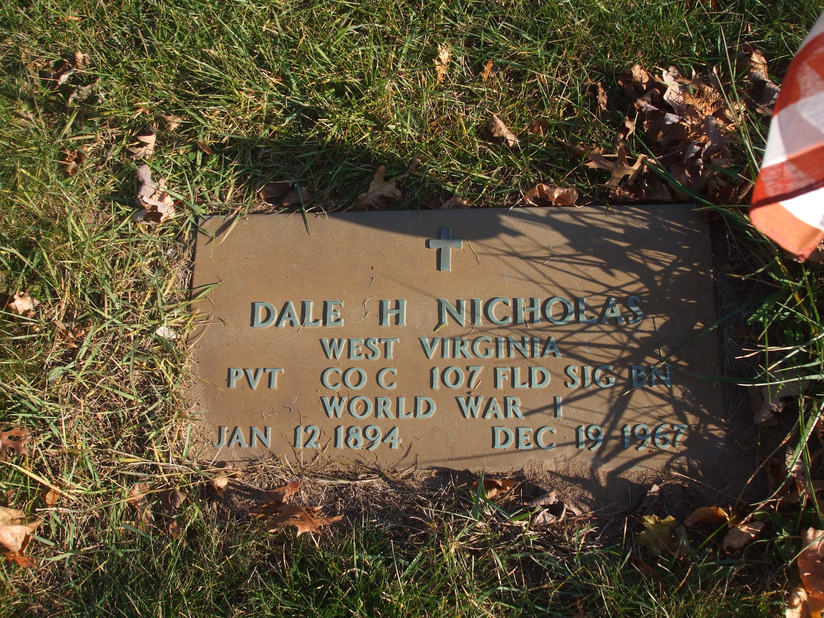 DALE H NICHOLAS
WEST VIRGINIA
PVT CO C 107 FLD SIG BN
WORLD WAR I
JAN 12 1894 DEC 19 1967